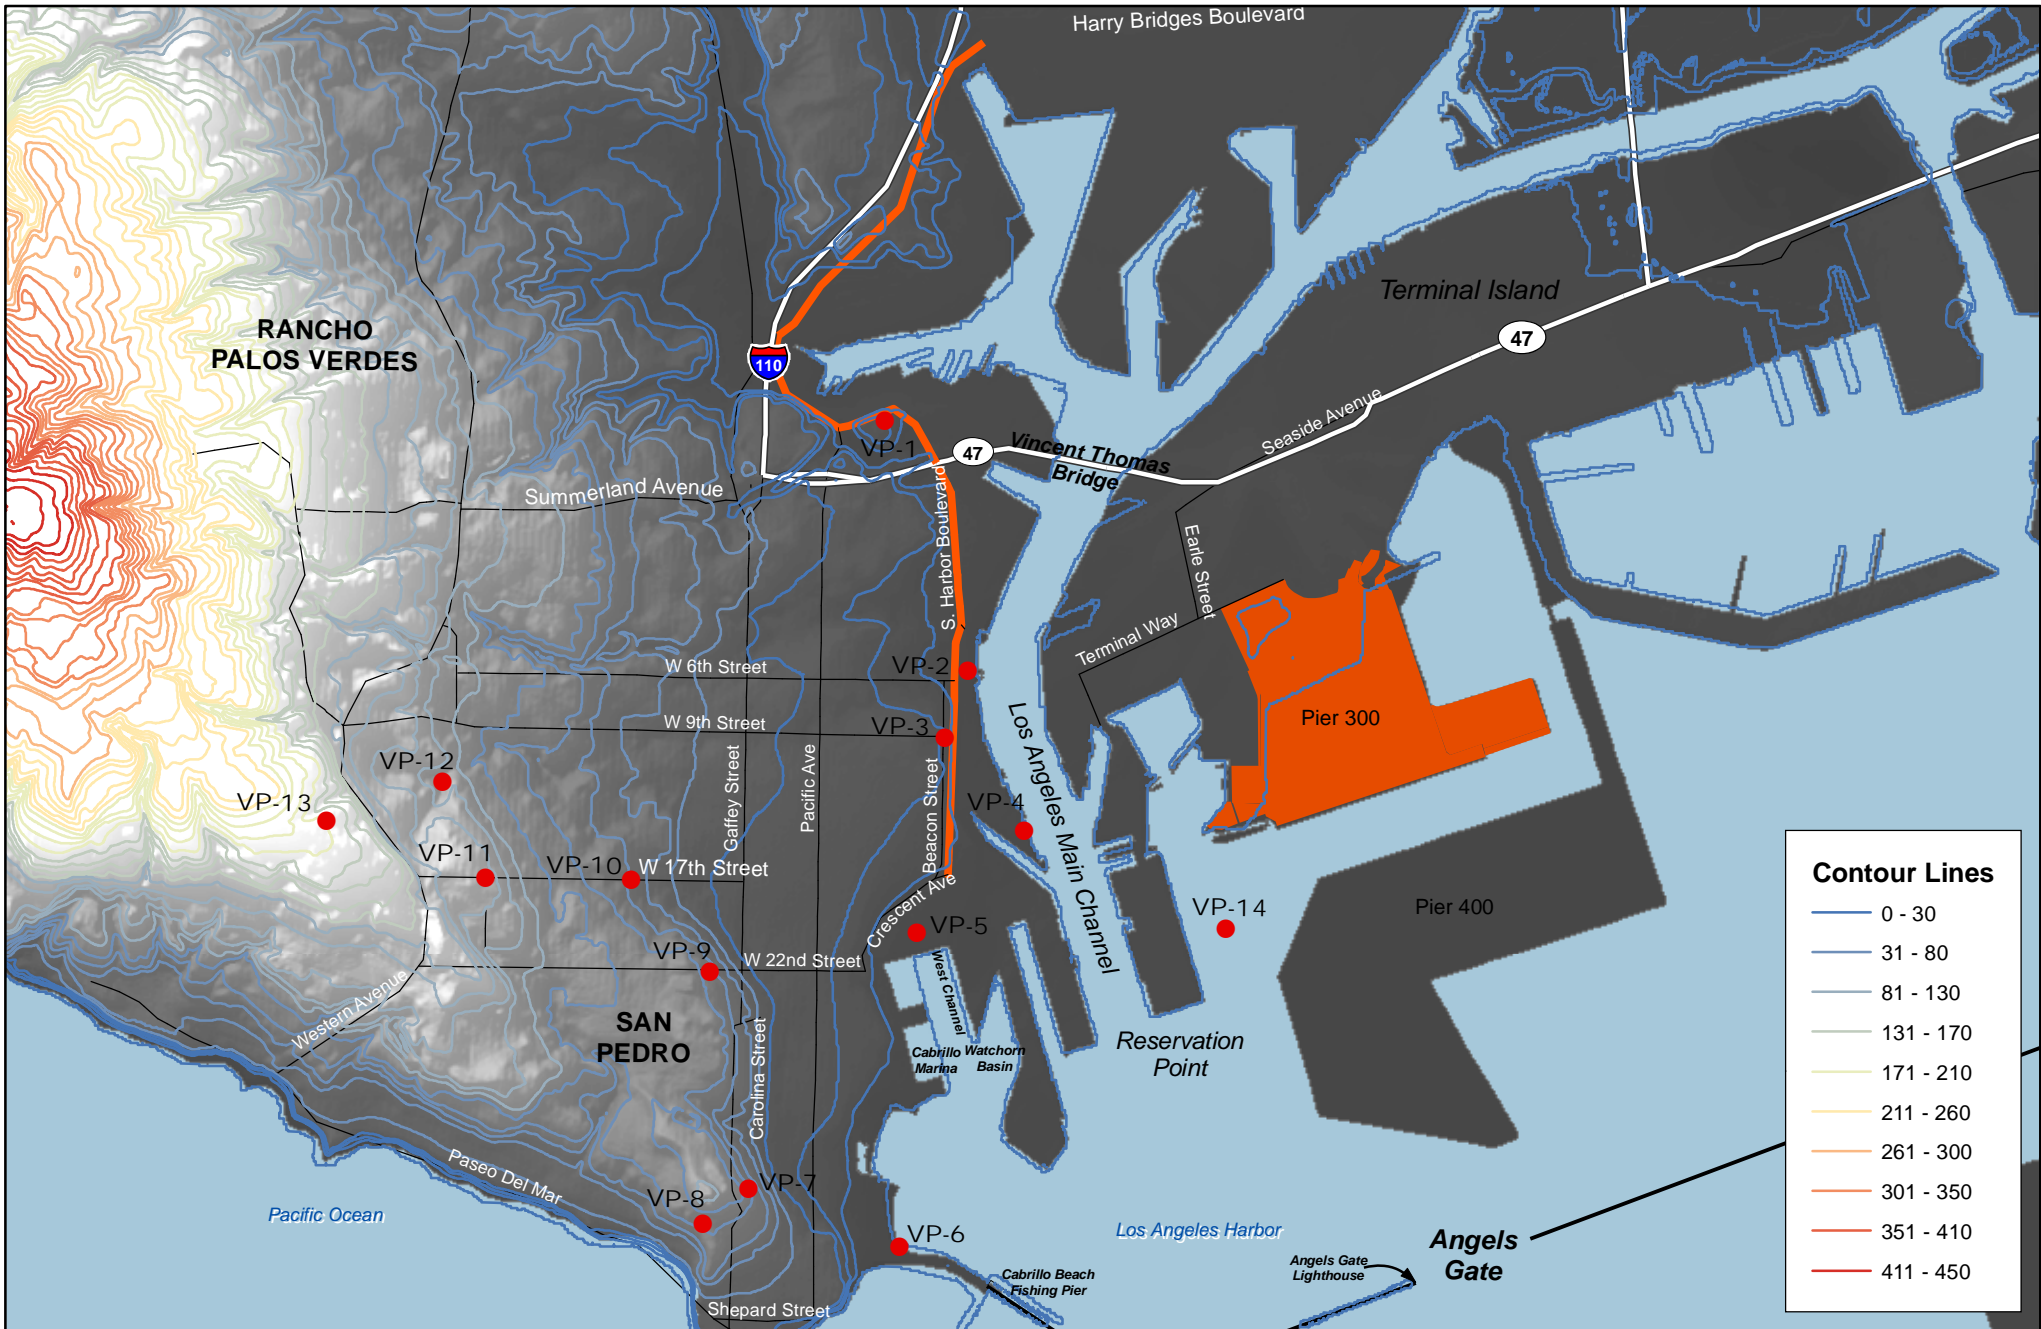 Harry Bridges Boulevard
Terminal Island
RANCHO
PALOS VERDES
47
110
Seaside Avenue
VP-1
47
Vincent Thomas
Bridge
Summerland Avenue
S. Harbor Boulevard
Earle Street
Terminal Way
W 6th Street
VP-2
W 9th Street
VP-3
Pier 300
Los Angeles Main Channel
Gaffey Street
Pacific Ave
Beacon Street
VP-12
VP-13
VP-4
VP-11
VP-10
W 17th Street
Crescent Ave
VP-5
VP-14
Pier 400
Contour Lines
0 - 30
31 - 80
81 - 130
131 - 170
171 - 210
211 - 260
261 - 300
301 - 350
351 - 410
411 - 450
VP-9
W 22nd Street
West Channel
Western Avenue
SAN
PEDRO
Carolina Street
Cabrillo
Marina
Watchorn
Basin
Reservation
Point
Paseo Del Mar
VP-7
VP-8
Pacific Ocean
VP-6
Los Angeles Harbor
Angels
Gate
Angels Gate
Lighthouse
Cabrillo Beach
Fishing Pier
Shepard Street